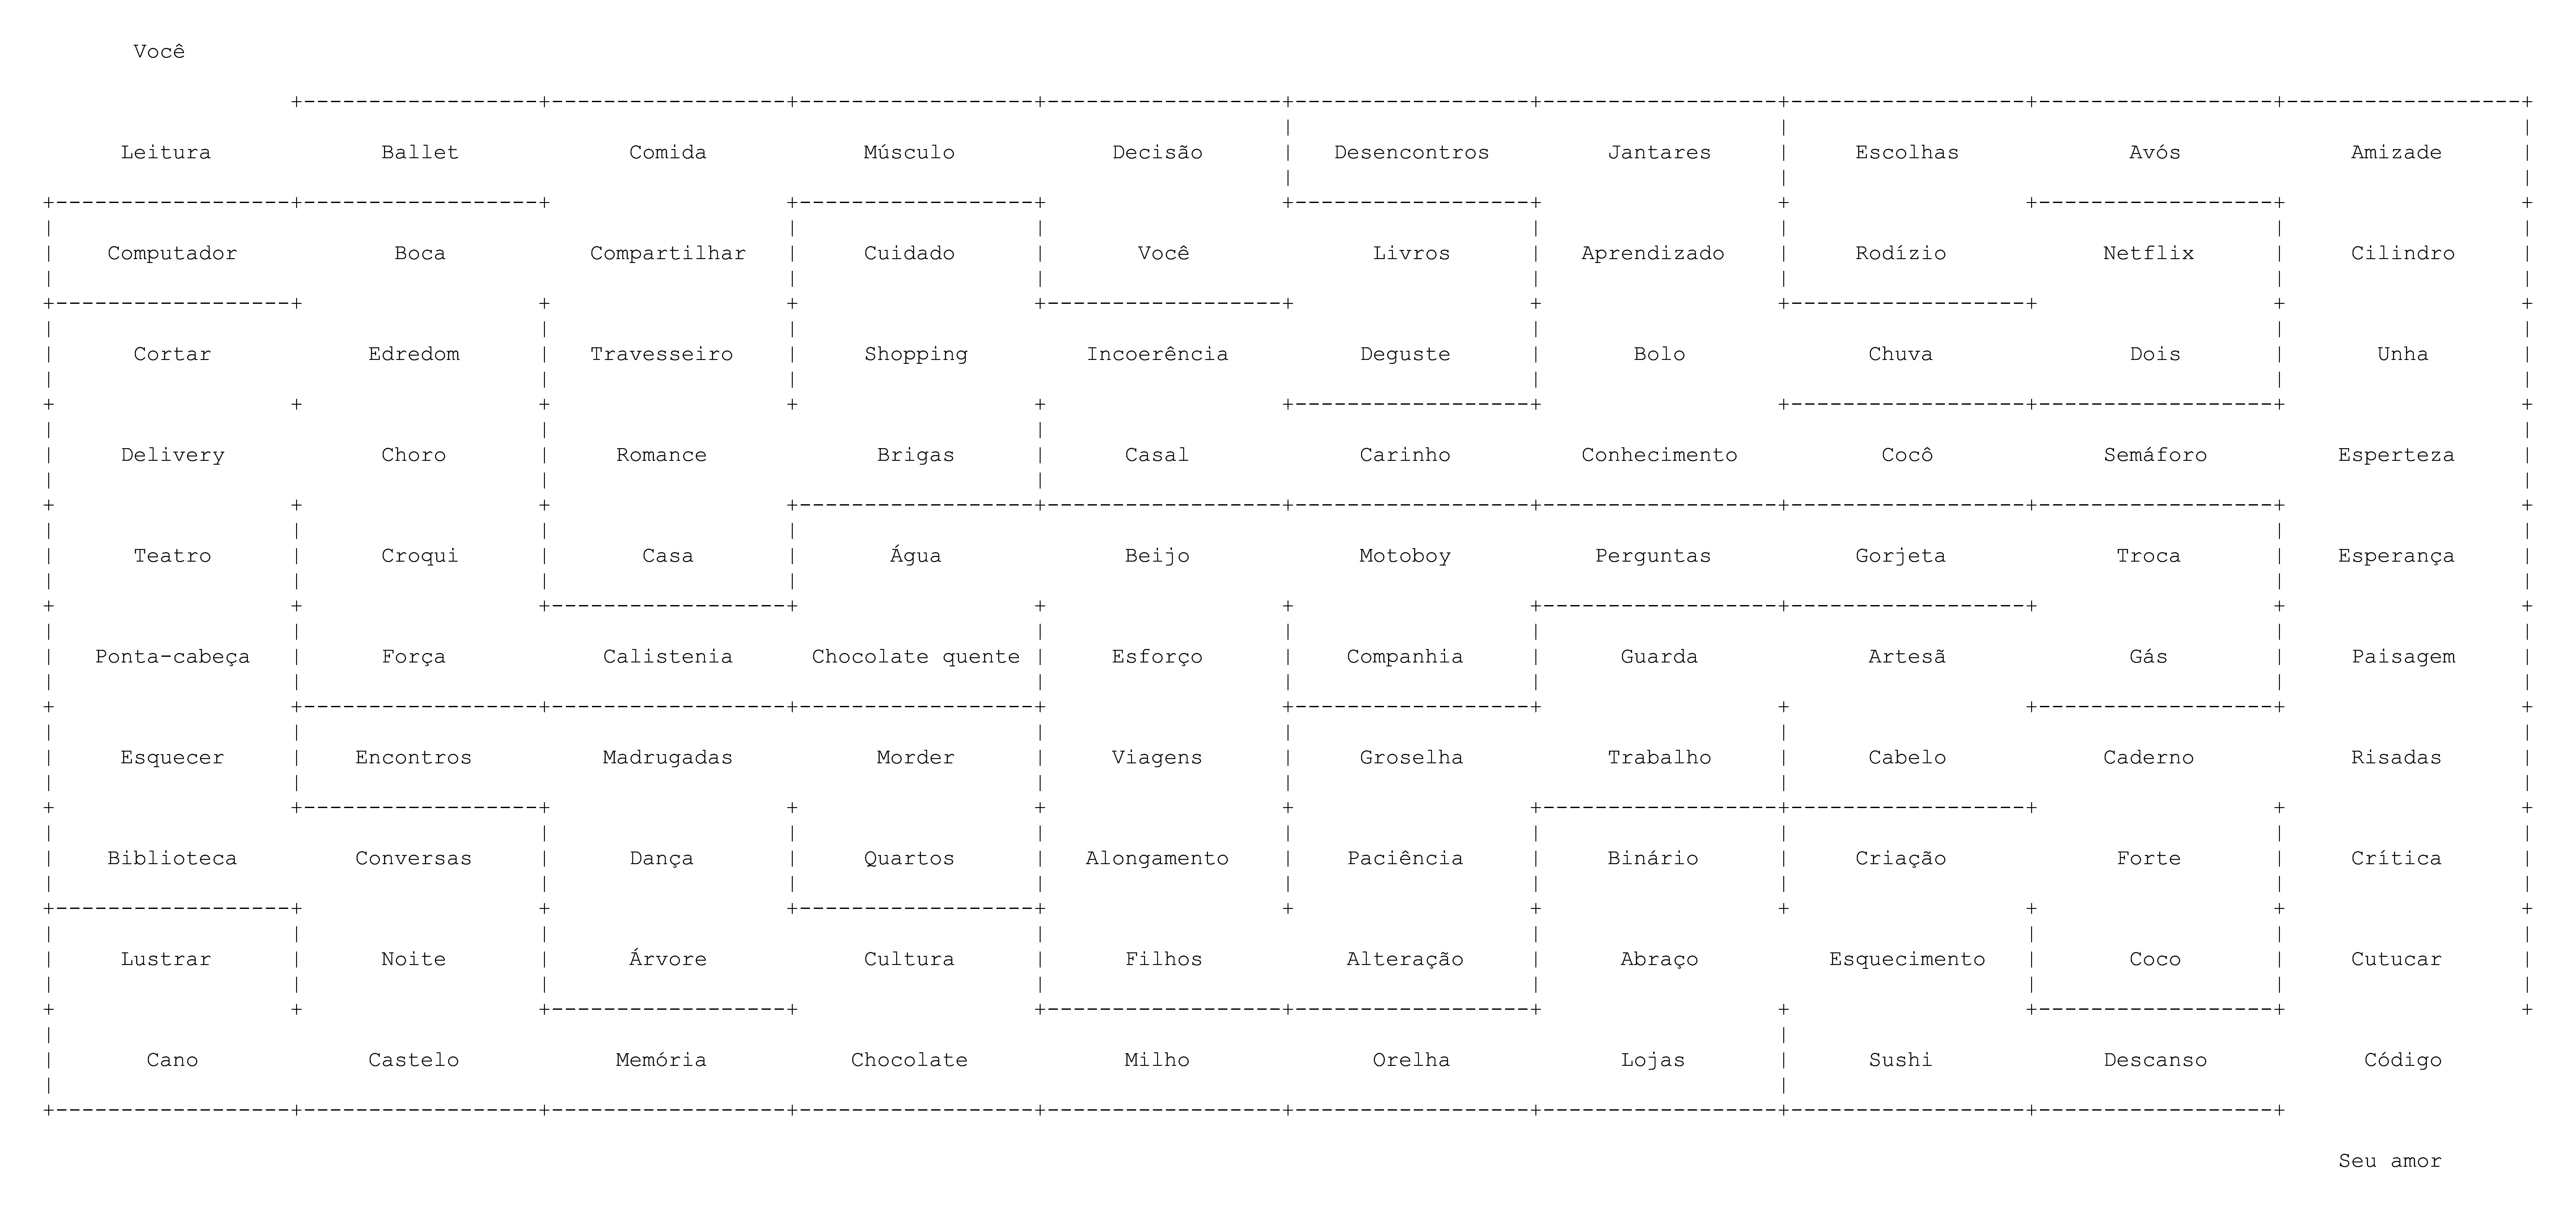 Você
Leitura Ballet Comida Músculo Decisão Desencontros Jantares Escolhas Avós Amizade
Computador Boca Compartilhar Cuidado Você Livros Aprendizado Rodízio Netflix Cilindro
Cortar Edredom Travesseiro Shopping Incoerência Deguste Bolo Chuva Dois Unha
Delivery Choro Romance Brigas Casal Carinho Conhecimento Cocô Semáforo Esperteza
Teatro Croqui Casa Água Beijo Motoboy Perguntas Gorjeta Troca Esperança
Ponta-cabeça Força Calistenia Chocolate quente Esforço Companhia Guarda Artesã Gás Paisagem
Esquecer Encontros Madrugadas Morder Viagens Groselha Trabalho Cabelo Caderno Risadas
Biblioteca Conversas Dança Quartos Alongamento Paciência Binário Criação Forte Crítica
Lustrar Noite Árvore Cultura Filhos Alteração Abraço Esquecimento Coco Cutucar
Cano Castelo Memória Chocolate Milho Orelha Lojas Sushi Descanso Código
Seu amor